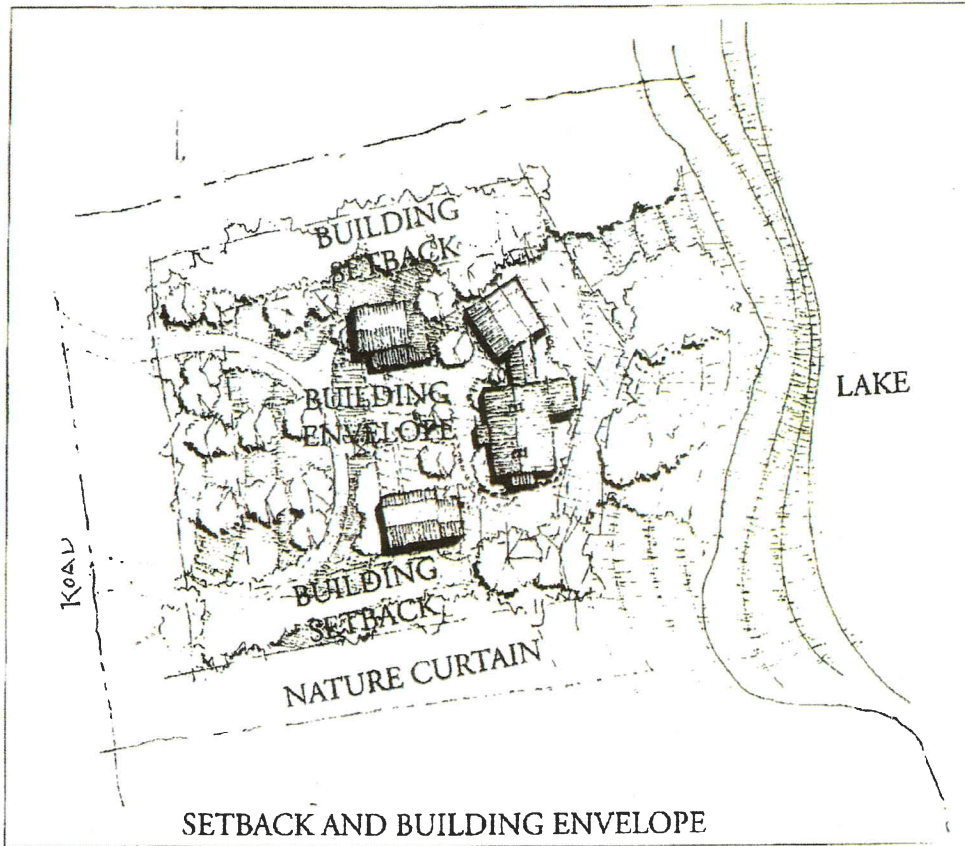 BUILDING
SETBACK
LAKE
BUILDING
ENVELOPE
ROAD
BUILDING
SETBACK
NATURE CURTAIN
SETBACK AND BUILDING ENVELOPE